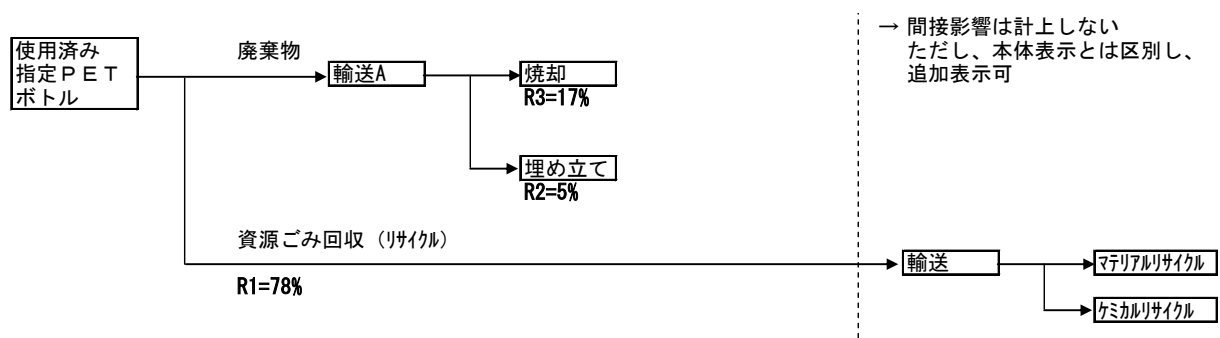 → 間接影響は計上しない
ただし、本体表示とは区別し、
追加表示可
使用済み
指定ＰＥＴ
ボトル
廃棄物
輸送A
焼却
R3=17%
埋め立て
R2=5%
資源ごみ回収（ﾘｻｲｸﾙ）
R1=78%
輸送
ﾏﾃﾘｱﾙﾘｻｲｸﾙ
ｹﾐｶﾙﾘｻｲｸﾙ